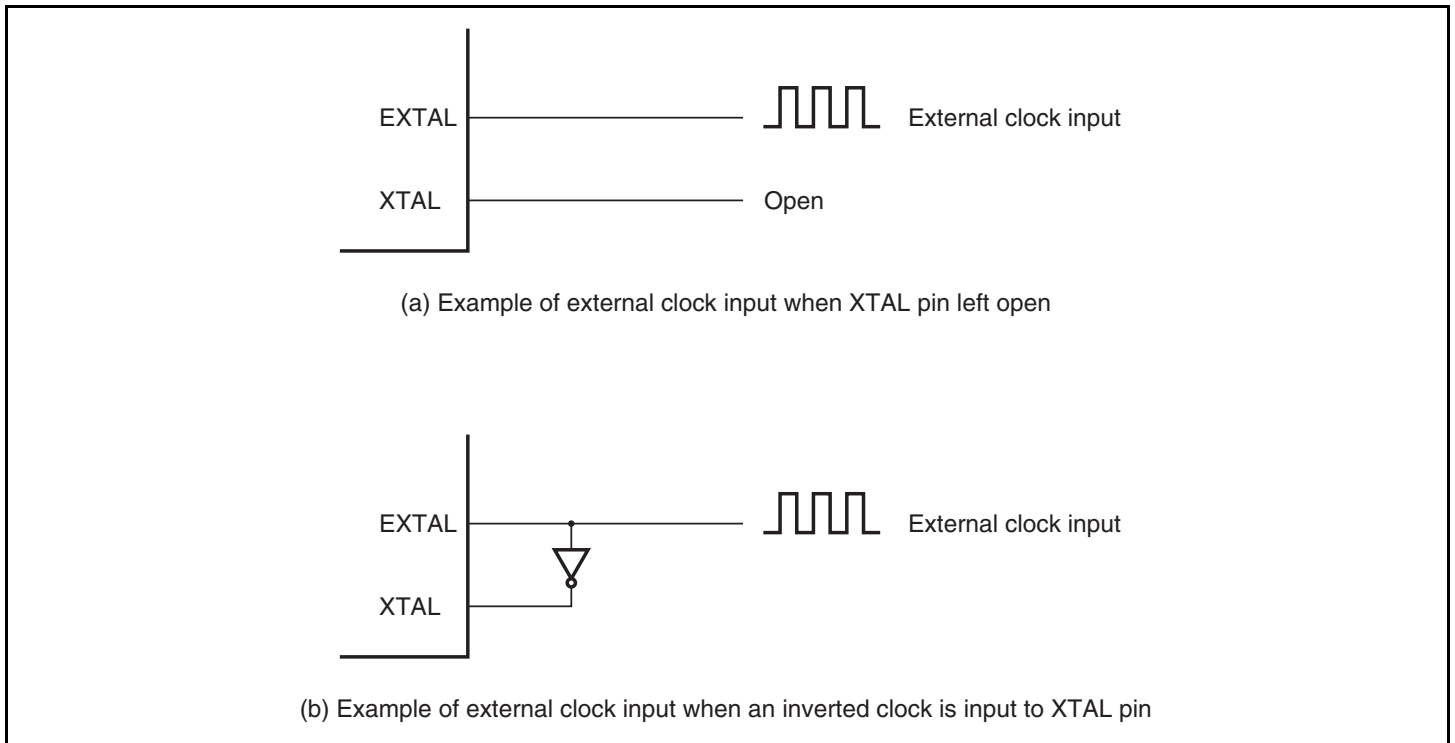 EXTAL
External clock input
XTAL
Open
(a) Example of external clock input when XTAL pin left open
EXTAL
External clock input
XTAL
(b) Example of external clock input when an inverted clock is input to XTAL pin